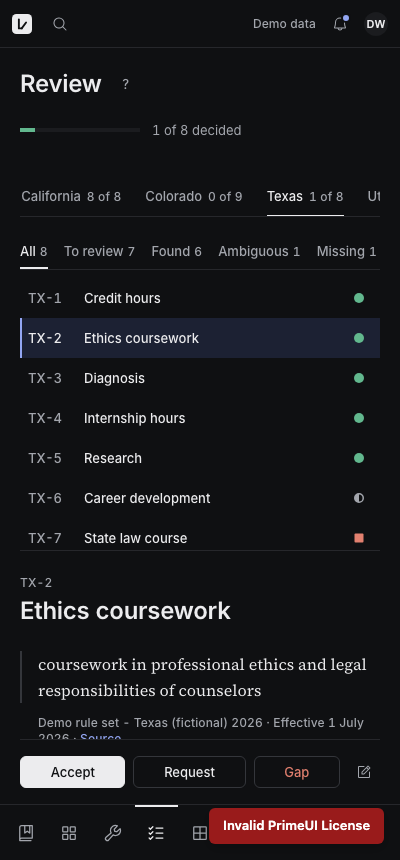 Demo data
DW
Review ?
1 of 8 decided
California 8 of 8 Colorado 0 of 9 Texas 1 of 8 Ut
All 8 To review 7 Found 6 Ambiguous 1 Missing 1
TX-1 Credit hours
TX-2 Ethics coursework
TX-3 Diagnosis
TX-4 Internship hours
TX-5 Research
TX-6 Career development
TX-7 State law course
TX-2
Ethics coursework
coursework in professional ethics and legal
responsibilities of counselors
Demo rule set - Texas (fictional) 2026 · Effective 1 July
2026 · Source
Accept Request Gap
Invalid PrimeUI License